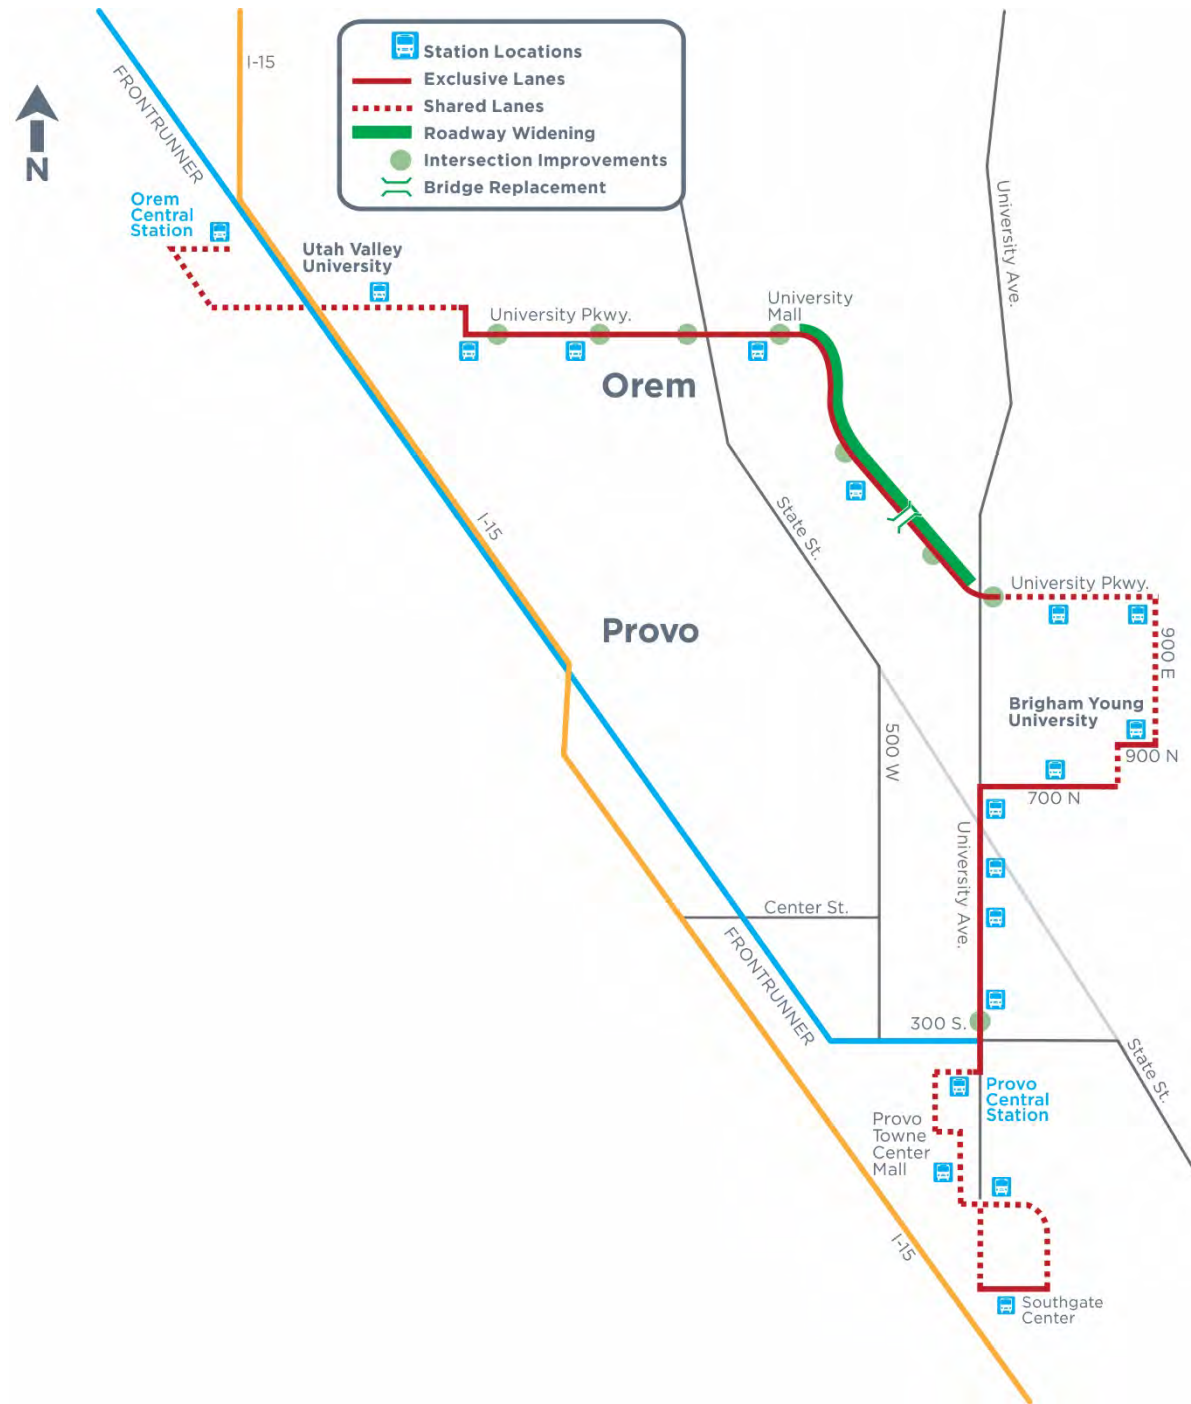 I-15
Station Locations
Exclusive Lanes
Shared Lanes
Roadway Widening
Intersection Improvements
Bridge Replacement
FRONTRUNNER
N
Orem
Central
Station
Utah Valley
University
University Ave.
University Pkwy.
University
Mall
Orem
State St.
I-15
University Pkwy.
Provo
900 E
Brigham Young
University
500 W
900 N
700 N
University Ave.
Center St.
FRONTRUNNER
300 S.
State St.
Provo
Central
Station
Provo
Towne
Center
Mall
I-15
Southgate
Center